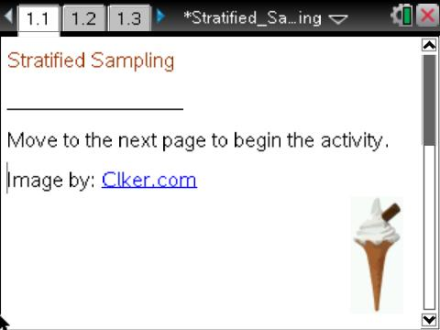 1.1 1.2 1.3 *Stratified_Sa...ing
Stratified Sampling
Move to the next page to begin the activity.
Image by: Clker.com